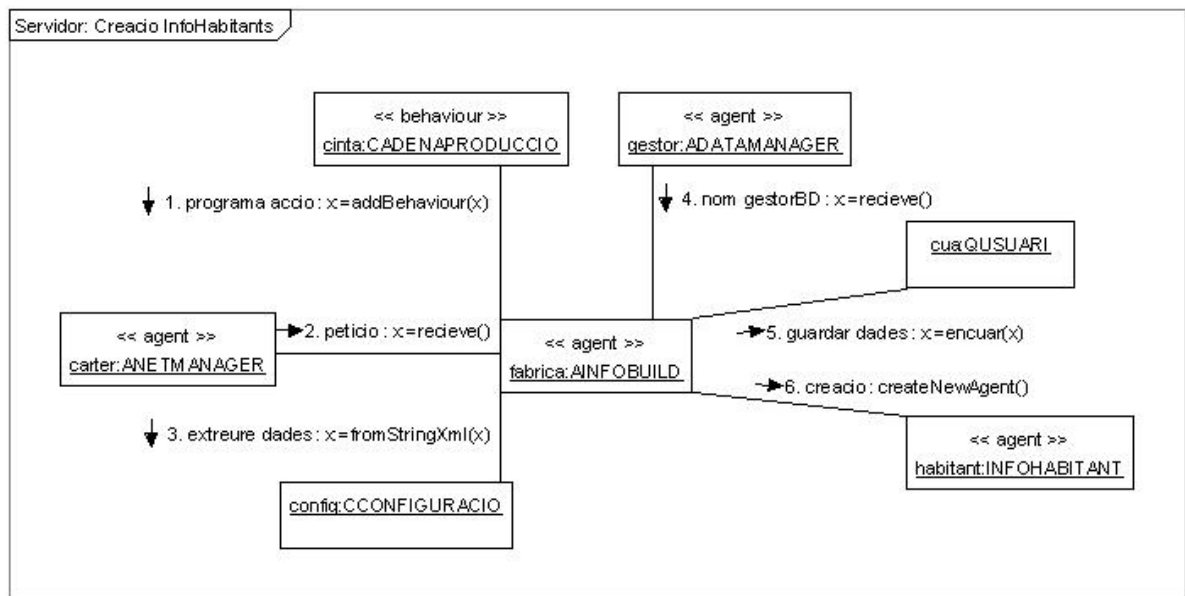 Servidor: Creacio InfoHabitants
<< behaviour >>
cinta:CADENAPRODUCCIO
<< agent >>
gestor:ADATAMANAGER
1. programa accio : x=addBehaviour(x)
4. nom gestorBD : x=recieve()
cua:QUSUARI
<< agent >>
carter:ANETMANAGER
2. peticio : x=recieve()
<< agent >>
fabrica:AINFOBUILD
5. guardar dades : x=encuar(x)
6. creacio : createNewAgent()
3. extreure dades : x=fromStringXml(x)
<< agent >>
habitant:INFOHABITANT
config:CCONFIGURACIO